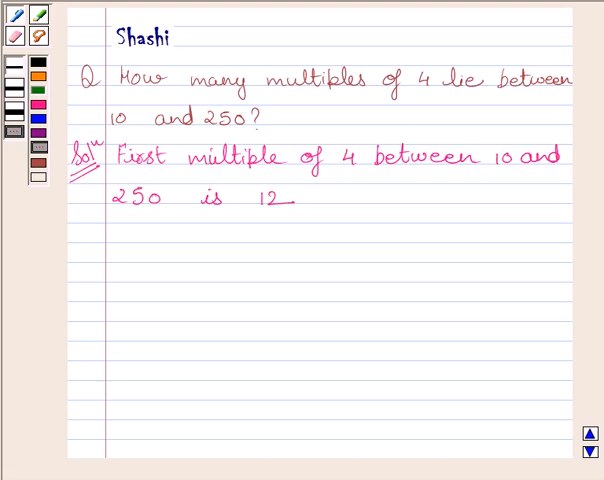 Shashi
Q How many multiples of 4 lie between
10 and 250?
Solⁿ First multiple of 4 between 10 and
250 is 12